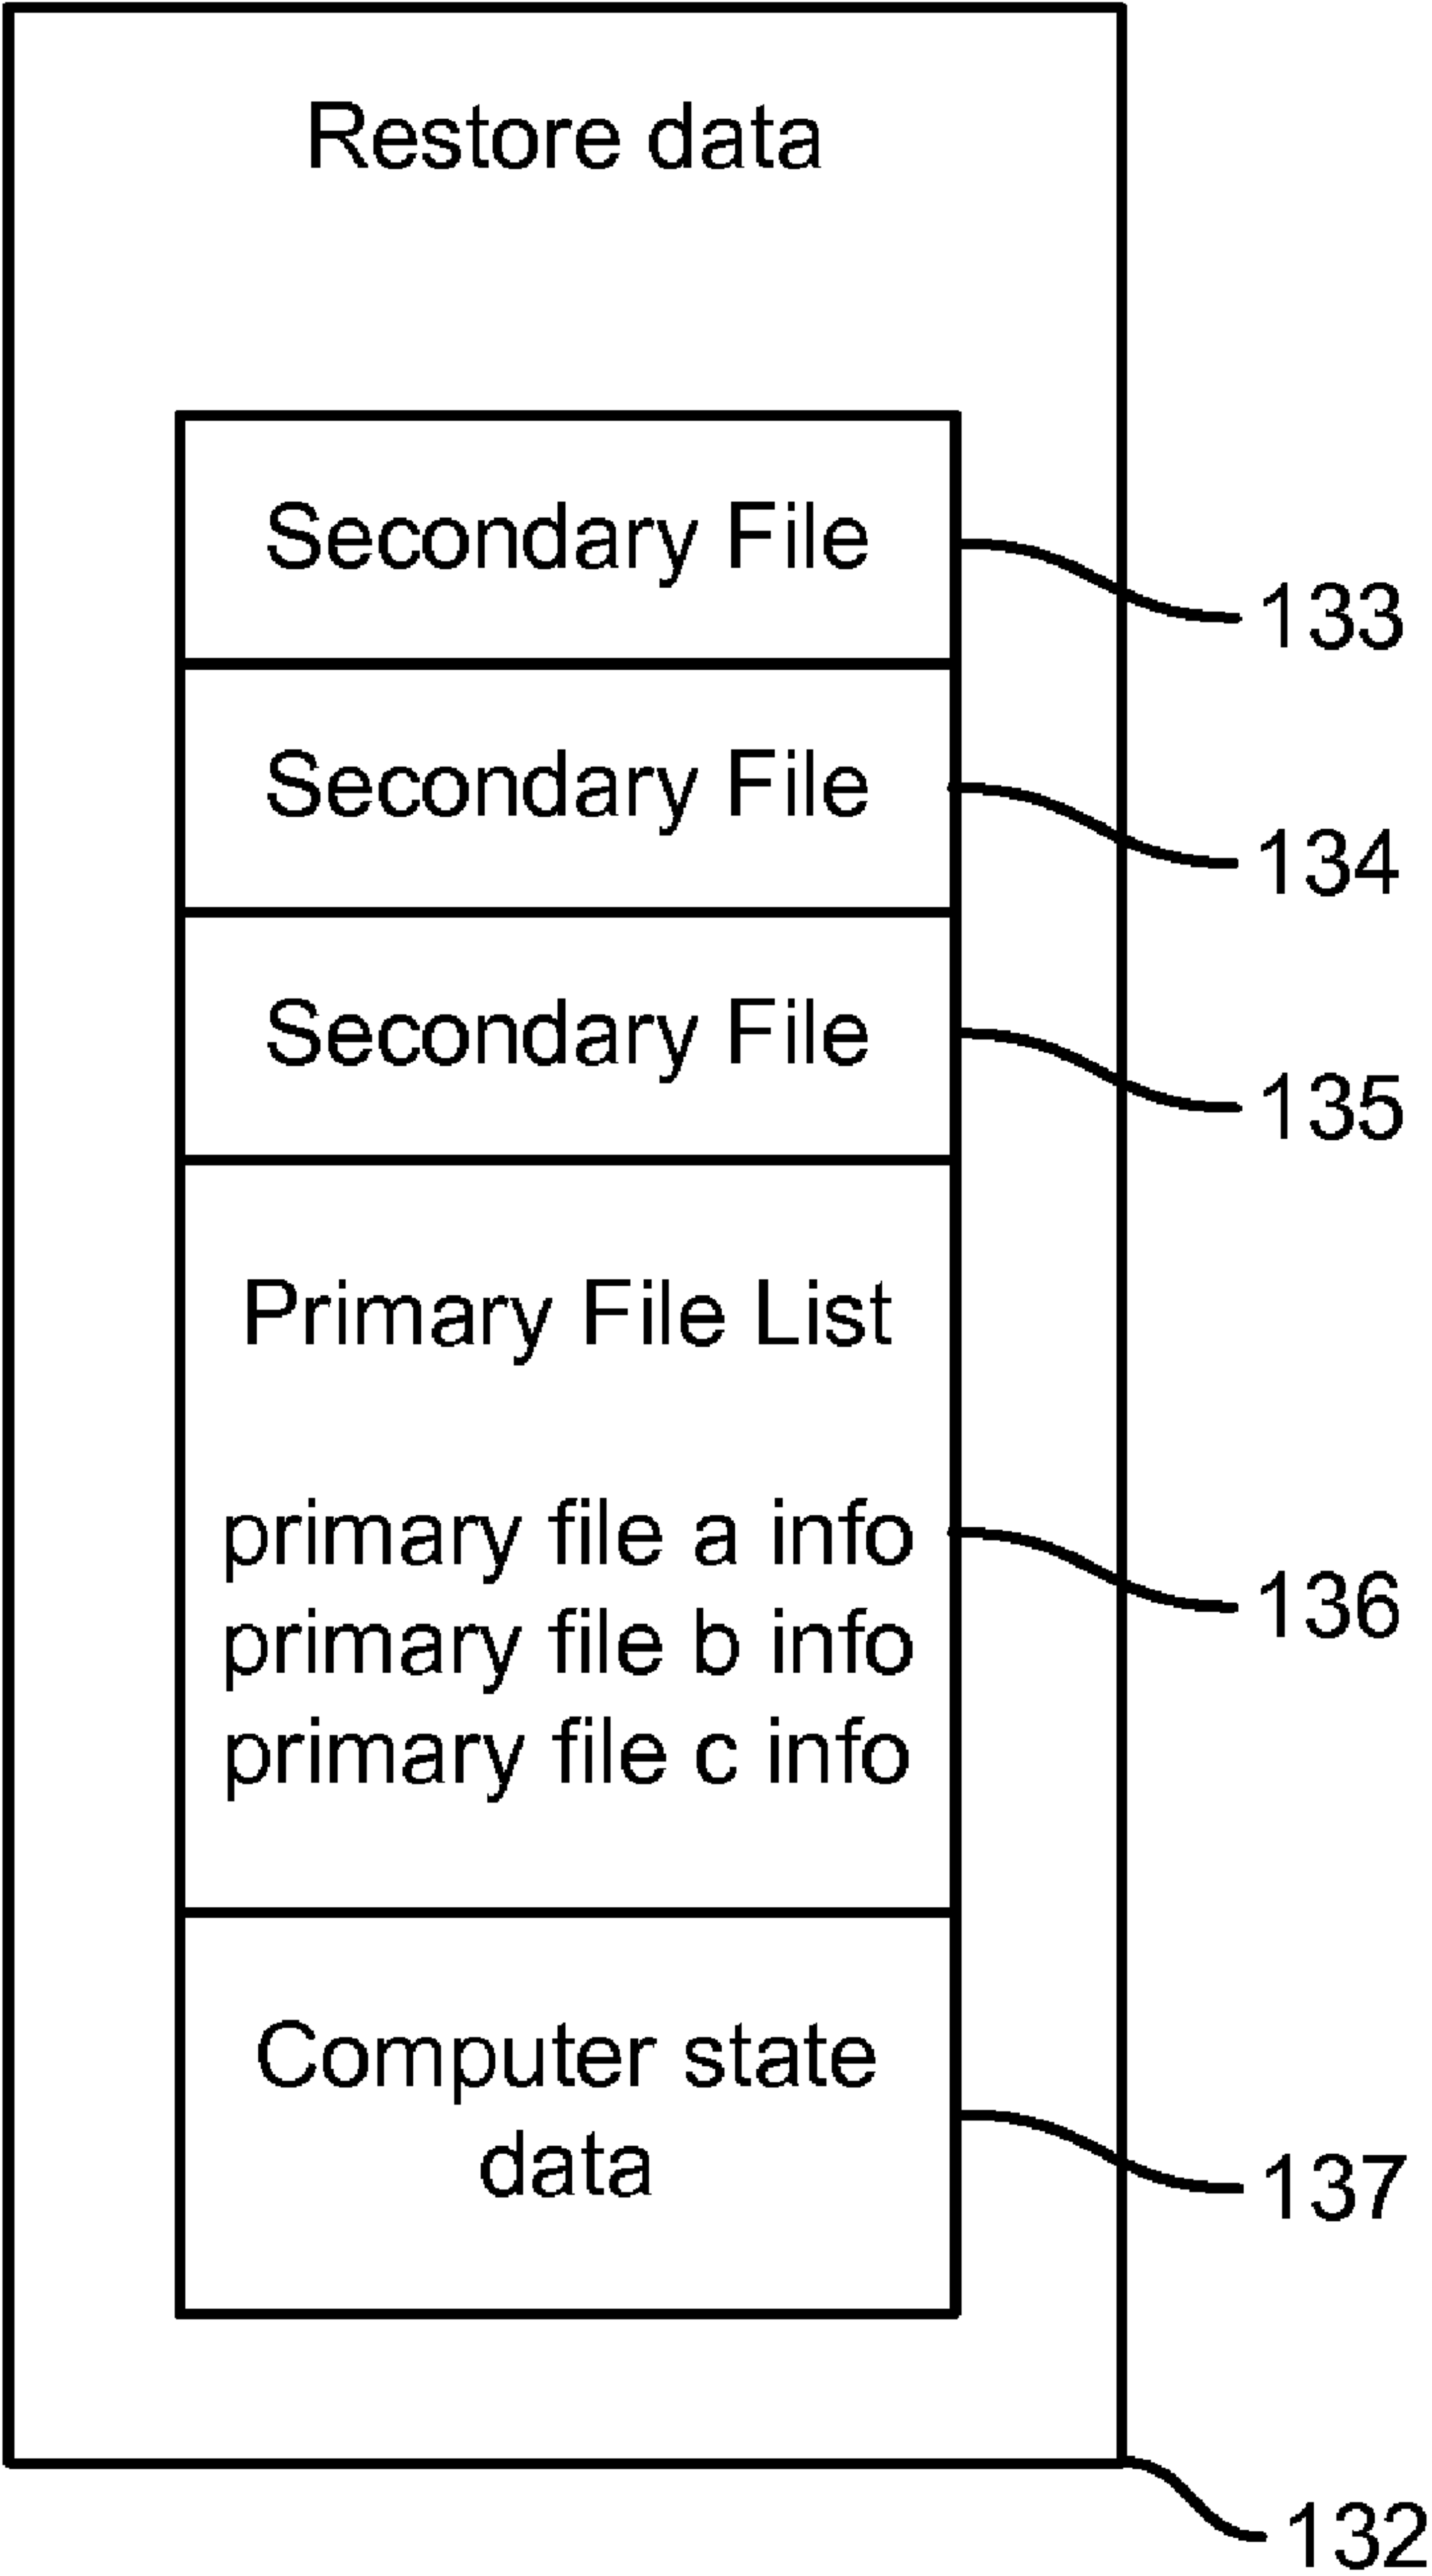 Restore data
Secondary File
133
Secondary File
134
Secondary File
135
Primary File List
primary file a info
136
primary file b info
primary file c info
Computer state
data
137
132